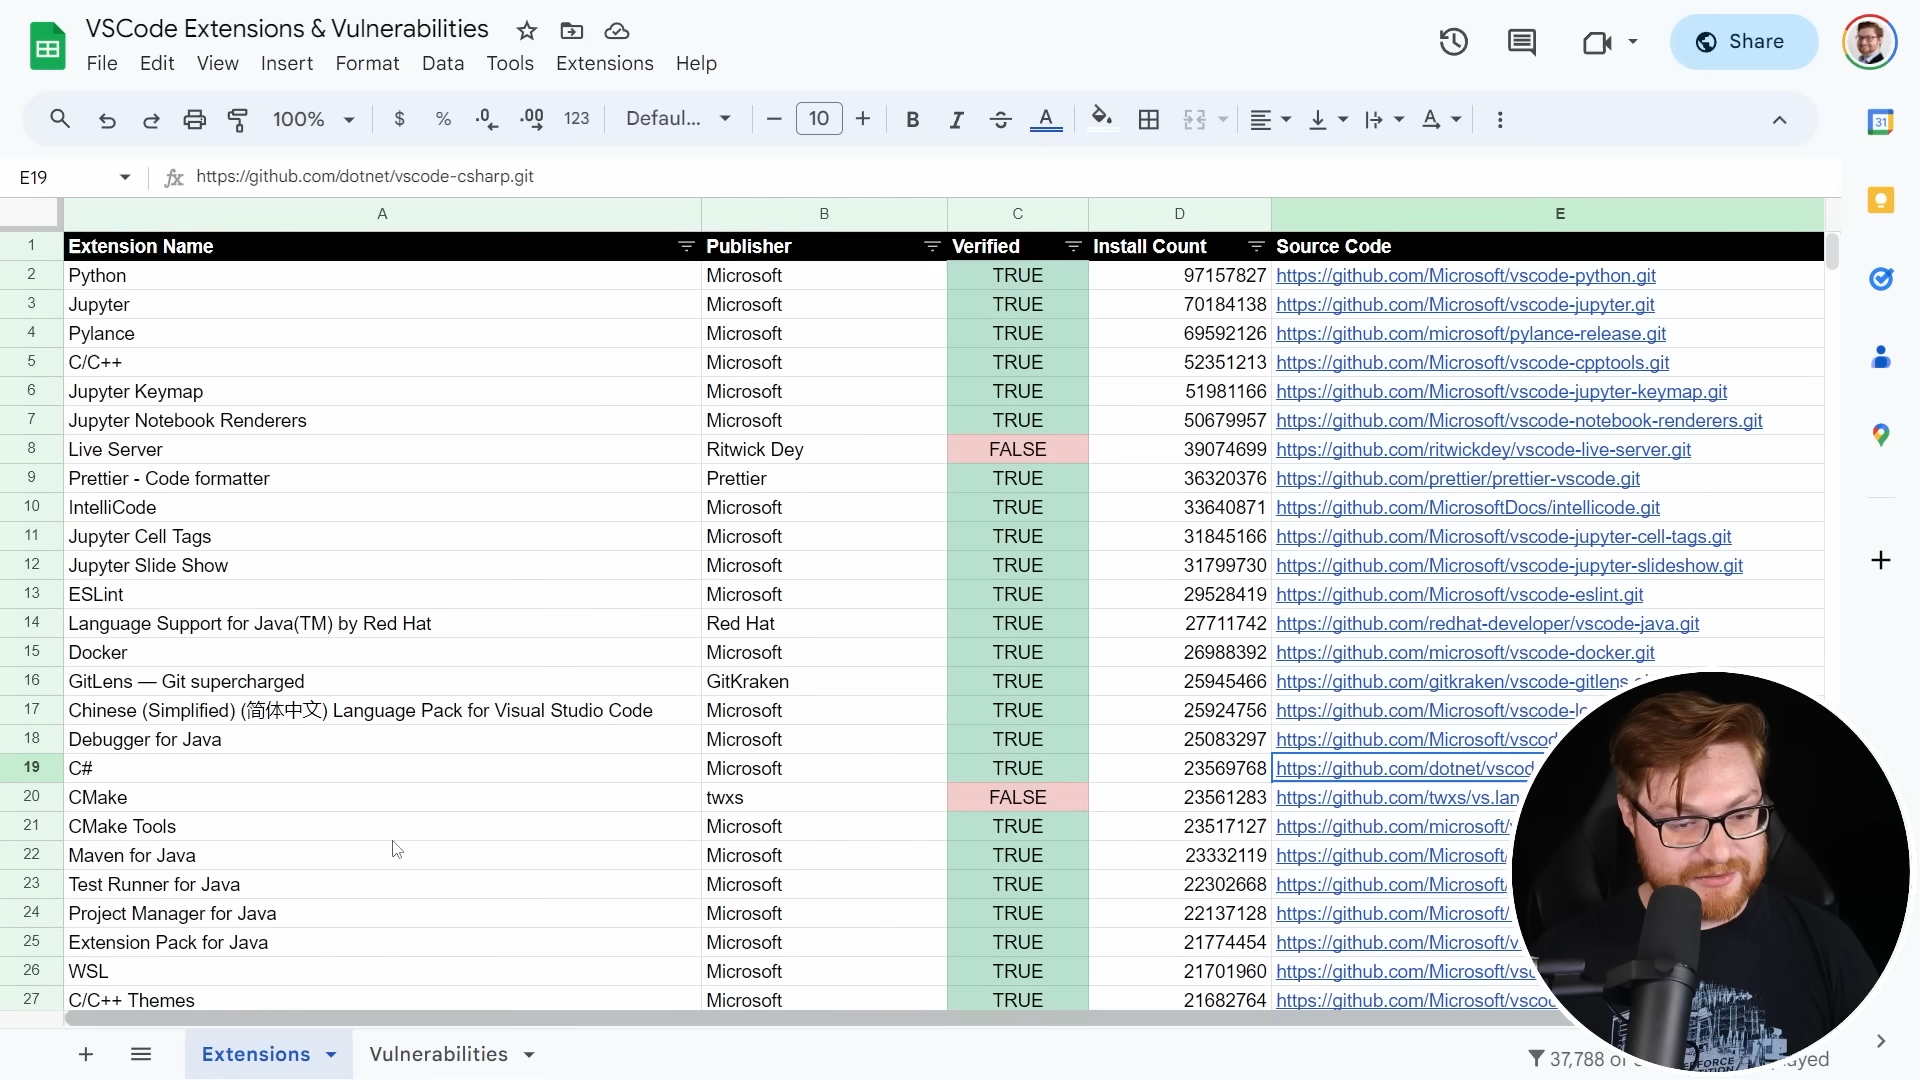 VSCode Extensions & Vulnerabilities
File Edit View Insert Format Data Tools Extensions Help
Share
100% $ % .0 .00 123 Defaul... 10 B I A
31
E19 fx https://github.com/dotnet/vscode-csharp.git
A B C D E
1 Extension Name Publisher Verified Install Count Source Code
2 Python Microsoft TRUE 97157827 https://github.com/Microsoft/vscode-python.git
3 Jupyter Microsoft TRUE 70184138 https://github.com/Microsoft/vscode-jupyter.git
4 Pylance Microsoft TRUE 69592126 https://github.com/microsoft/pylance-release.git
5 C/C++ Microsoft TRUE 52351213 https://github.com/Microsoft/vscode-cpptools.git
6 Jupyter Keymap Microsoft TRUE 51981166 https://github.com/Microsoft/vscode-jupyter-keymap.git
7 Jupyter Notebook Renderers Microsoft TRUE 50679957 https://github.com/Microsoft/vscode-notebook-renderers.git
8 Live Server Ritwick Dey FALSE 39074699 https://github.com/ritwickdey/vscode-live-server.git
9 Prettier - Code formatter Prettier TRUE 36320376 https://github.com/prettier/prettier-vscode.git
10 IntelliCode Microsoft TRUE 33640871 https://github.com/MicrosoftDocs/intellicode.git
11 Jupyter Cell Tags Microsoft TRUE 31845166 https://github.com/Microsoft/vscode-jupyter-cell-tags.git
12 Jupyter Slide Show Microsoft TRUE 31799730 https://github.com/Microsoft/vscode-jupyter-slideshow.git
13 ESLint Microsoft TRUE 29528419 https://github.com/Microsoft/vscode-eslint.git
14 Language Support for Java(TM) by Red Hat Red Hat TRUE 27711742 https://github.com/redhat-developer/vscode-java.git
15 Docker Microsoft TRUE 26988392 https://github.com/microsoft/vscode-docker.git
16 GitLens — Git supercharged GitKraken TRUE 25945466 https://github.com/gitkraken/vscode-gitlens
17 Chinese (Simplified) (简体中文) Language Pack for Visual Studio Code Microsoft TRUE 25924756 https://github.com/Microsoft/vscode-lo
18 Debugger for Java Microsoft TRUE 25083297 https://github.com/Microsoft/vscod
19 C# Microsoft TRUE 23569768 https://github.com/dotnet/vscod
20 CMake twxs FALSE 23561283 https://github.com/twxs/vs.lan
21 CMake Tools Microsoft TRUE 23517127 https://github.com/microsoft/
22 Maven for Java Microsoft TRUE 23332119 https://github.com/Microsoft/
23 Test Runner for Java Microsoft TRUE 22302668 https://github.com/Microsoft/
24 Project Manager for Java Microsoft TRUE 22137128 https://github.com/Microsoft/
25 Extension Pack for Java Microsoft TRUE 21774454 https://github.com/Microsoft/v
26 WSL Microsoft TRUE 21701960 https://github.com/Microsoft/vsc
27 C/C++ Themes Microsoft TRUE 21682764 https://github.com/Microsoft/vscod
Extensions Vulnerabilities 37,788 of